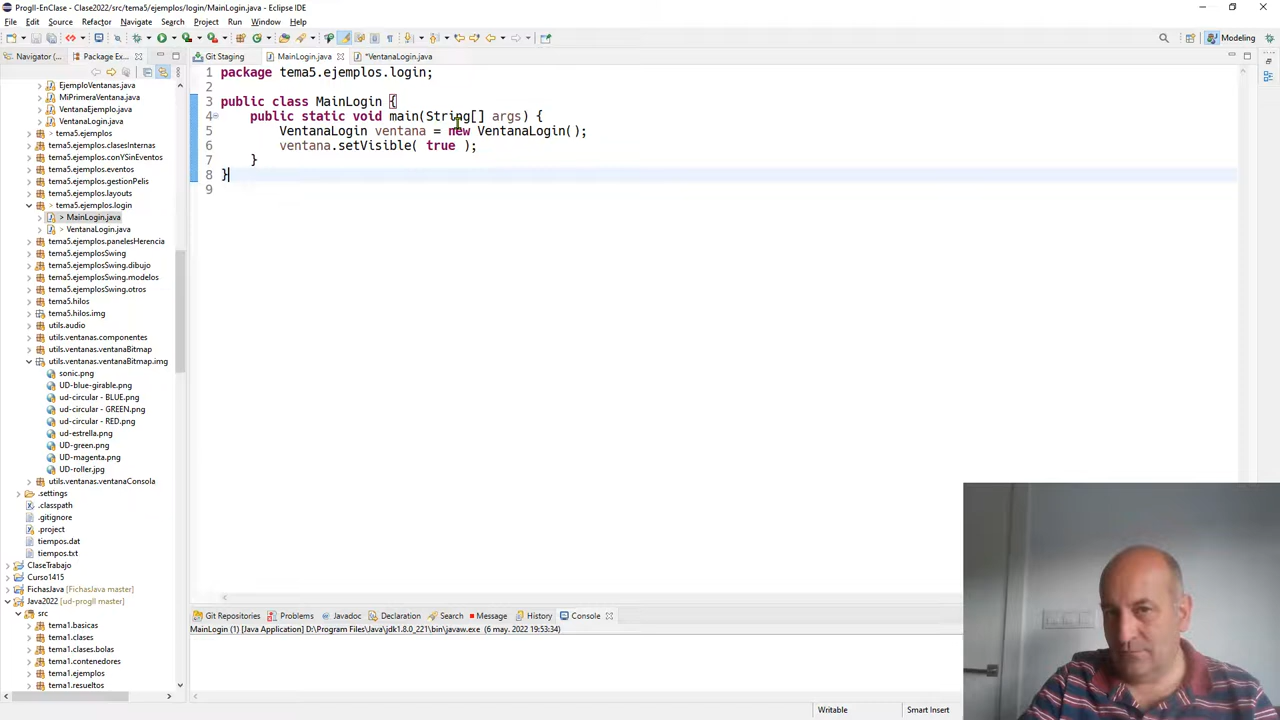 ProgII-EnClase - Clase2022/src/tema5/ejemplos/login/MainLogin.java - Eclipse IDE
File Edit Source Refactor Navigate Search Project Run Window Help
Modeling
Navigator (...
Package Ex...
Git Staging
MainLogin.java
*VentanaLogin.java
EjemploVentanas.java
MiPrimeraVentana.java
VentanaEjemplo.java
VentanaLogin.java
tema5.ejemplos
tema5.ejemplos.clasesInternas
tema5.ejemplos.conYSinEventos
tema5.ejemplos.eventos
tema5.ejemplos.gestionPelis
tema5.ejemplos.layouts
> tema5.ejemplos.login
> MainLogin.java
> VentanaLogin.java
tema5.ejemplos.panelesHerencia
tema5.ejemplosSwing
tema5.ejemplosSwing.dibujo
tema5.ejemplosSwing.modelos
tema5.ejemplosSwing.otros
tema5.hilos
tema5.hilos.img
utils.audio
utils.ventanas.componentes
utils.ventanas.ventanaBitmap
utils.ventanas.ventanaBitmap.img
sonic.png
UD-blue-girable.png
ud-circular - BLUE.png
ud-circular - GREEN.png
ud-circular - RED.png
ud-estrella.png
UD-green.png
UD-magenta.png
UD-roller.jpg
utils.ventanas.ventanaConsola
.settings
.classpath
.gitignore
.project
tiempos.dat
tiempos.txt
ClaseTrabajo
Curso1415
FichasJava [FichasJava master]
Java2022 [ud-progII master]
src
tema1.basicas
tema1.clases
tema1.clases.bolas
tema1.contenedores
tema1.ejemplos
tema1.resueltos
1 package tema5.ejemplos.login;
2
3 public class MainLogin {
4 public static void main(String[] args) {
5 VentanaLogin ventana = new VentanaLogin();
6 ventana.setVisible( true );
7 }
8 }
9
Git Repositories Problems Javadoc Declaration Search Message History Console
MainLogin (1) [Java Application] D:\Program Files\Java\jdk1.8.0_221\bin\javaw.exe (6 may. 2022 19:53:34)
Writable
Smart Insert